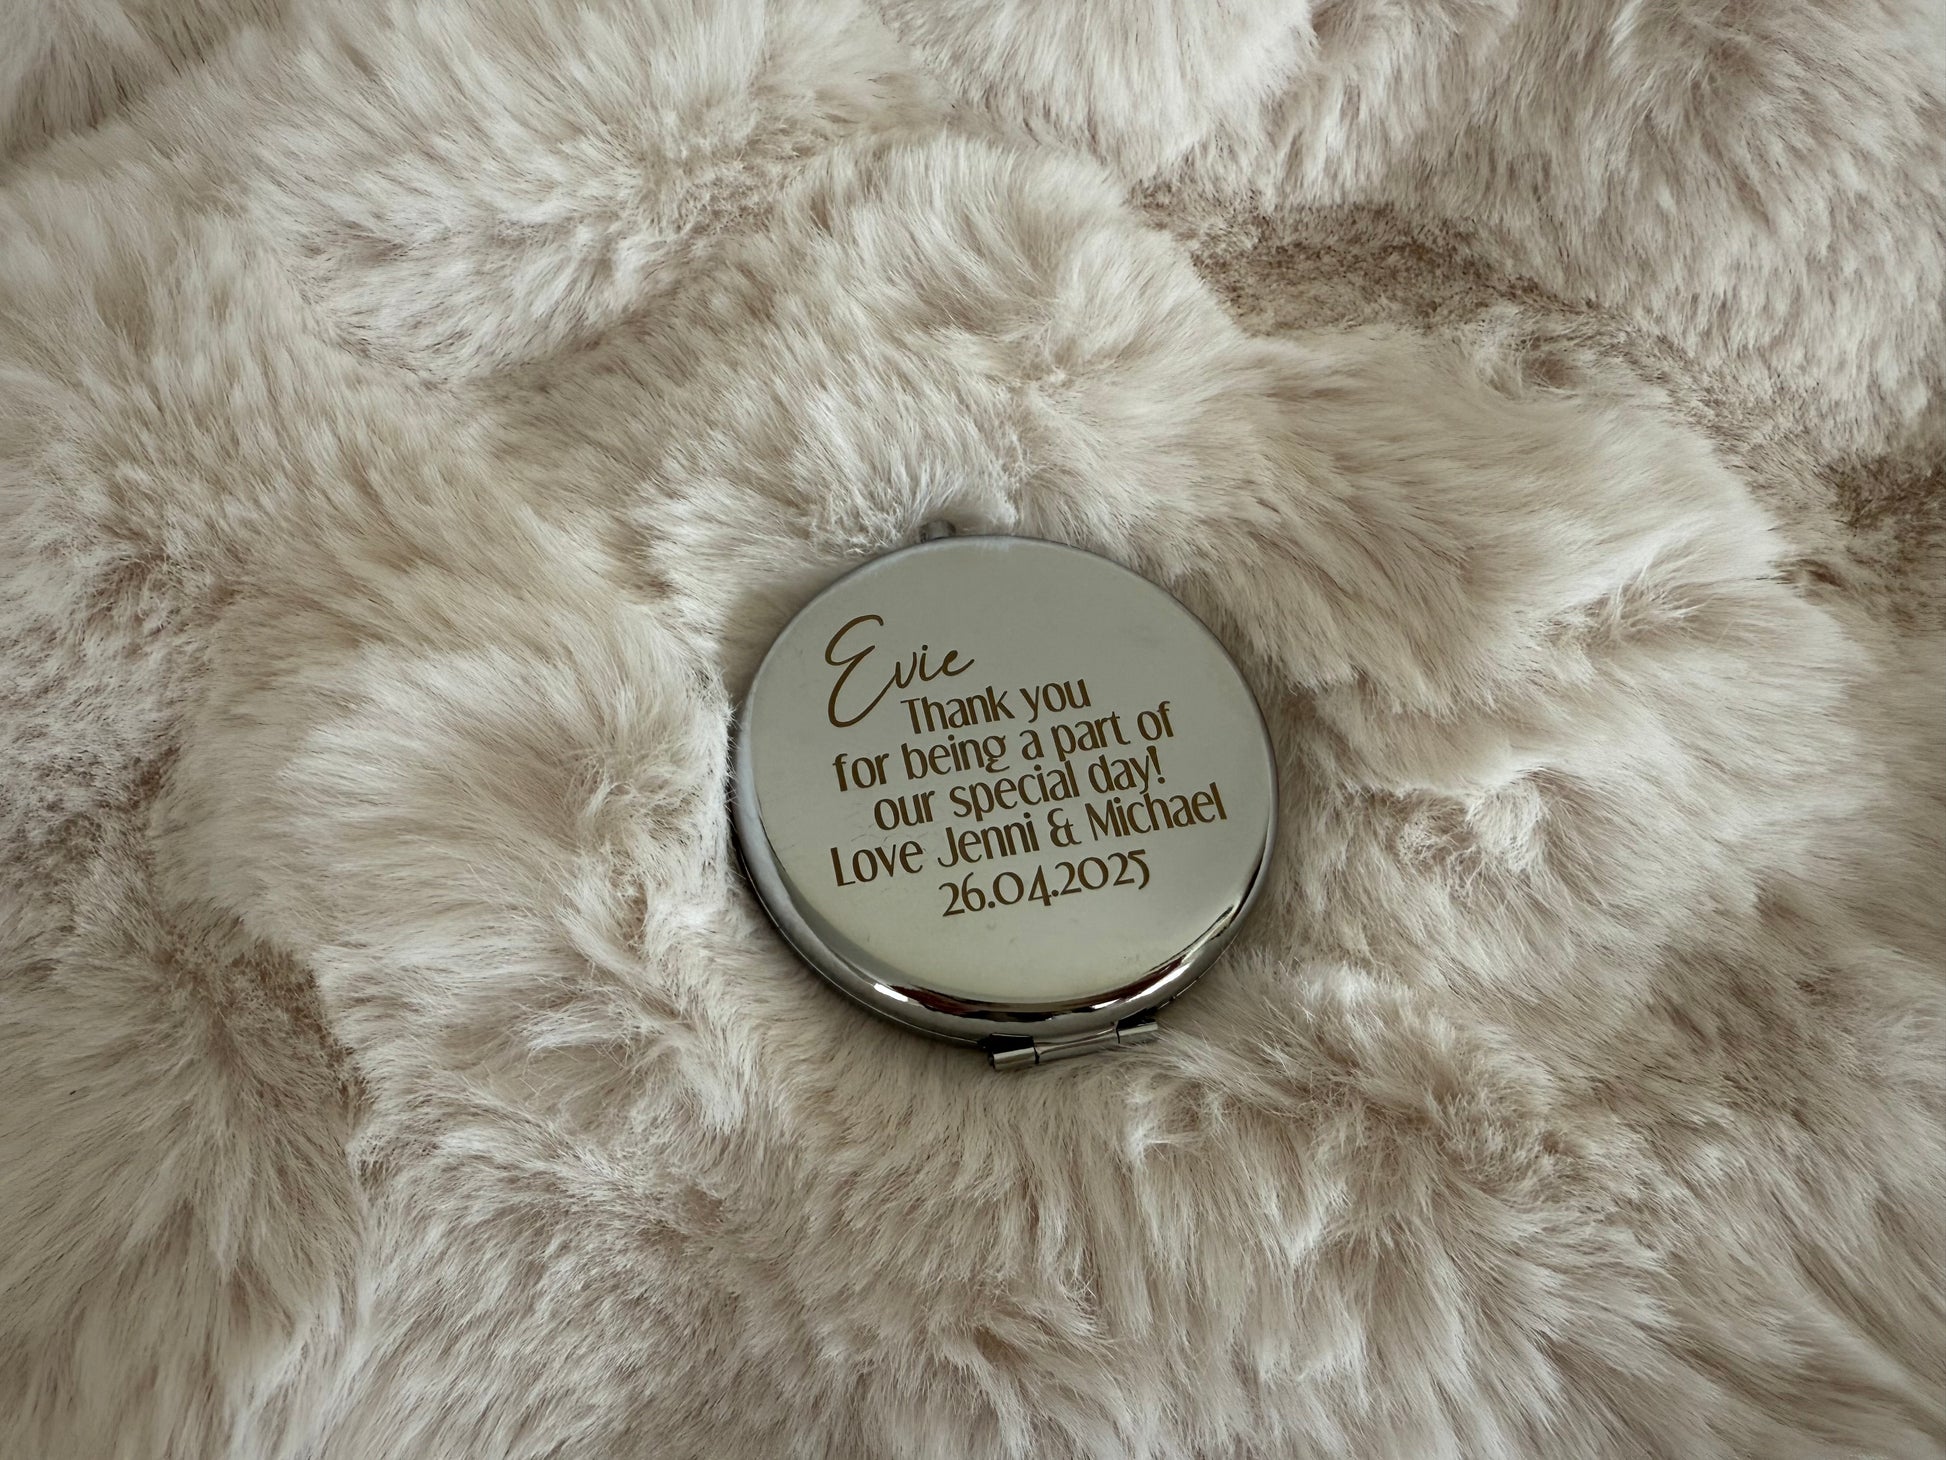 Evie
Thank you
for being a part of
our special day!
Love Jenni & Michael
26.04.2025